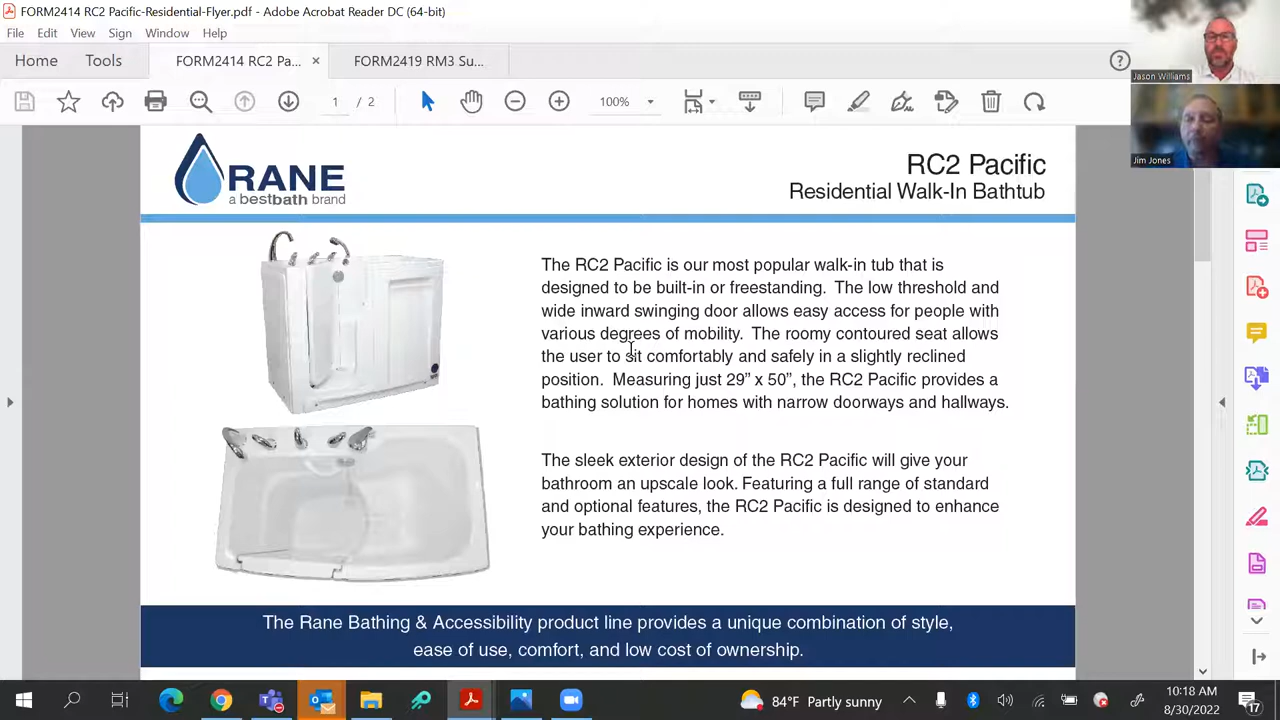 FORM2414 RC2 Pacific-Residential-Flyer.pdf - Adobe Acrobat Reader DC (64-bit)
File Edit View Sign Window Help
Home Tools FORM2414 RC2 Pa... × FORM2419 RM3 Su...
1 / 2 100%
Jason Williams
Jim Jones
RANE
a bestbath brand
RC2 Pacific
Residential Walk-In Bathtub
The RC2 Pacific is our most popular walk-in tub that is
designed to be built-in or freestanding. The low threshold and
wide inward swinging door allows easy access for people with
various degrees of mobility. The roomy contoured seat allows
the user to sit comfortably and safely in a slightly reclined
position. Measuring just 29” x 50”, the RC2 Pacific provides a
bathing solution for homes with narrow doorways and hallways.
The sleek exterior design of the RC2 Pacific will give your
bathroom an upscale look. Featuring a full range of standard
and optional features, the RC2 Pacific is designed to enhance
your bathing experience.
The Rane Bathing & Accessibility product line provides a unique combination of style,
ease of use, comfort, and low cost of ownership.
84°F Partly sunny
10:18 AM
8/30/2022
17